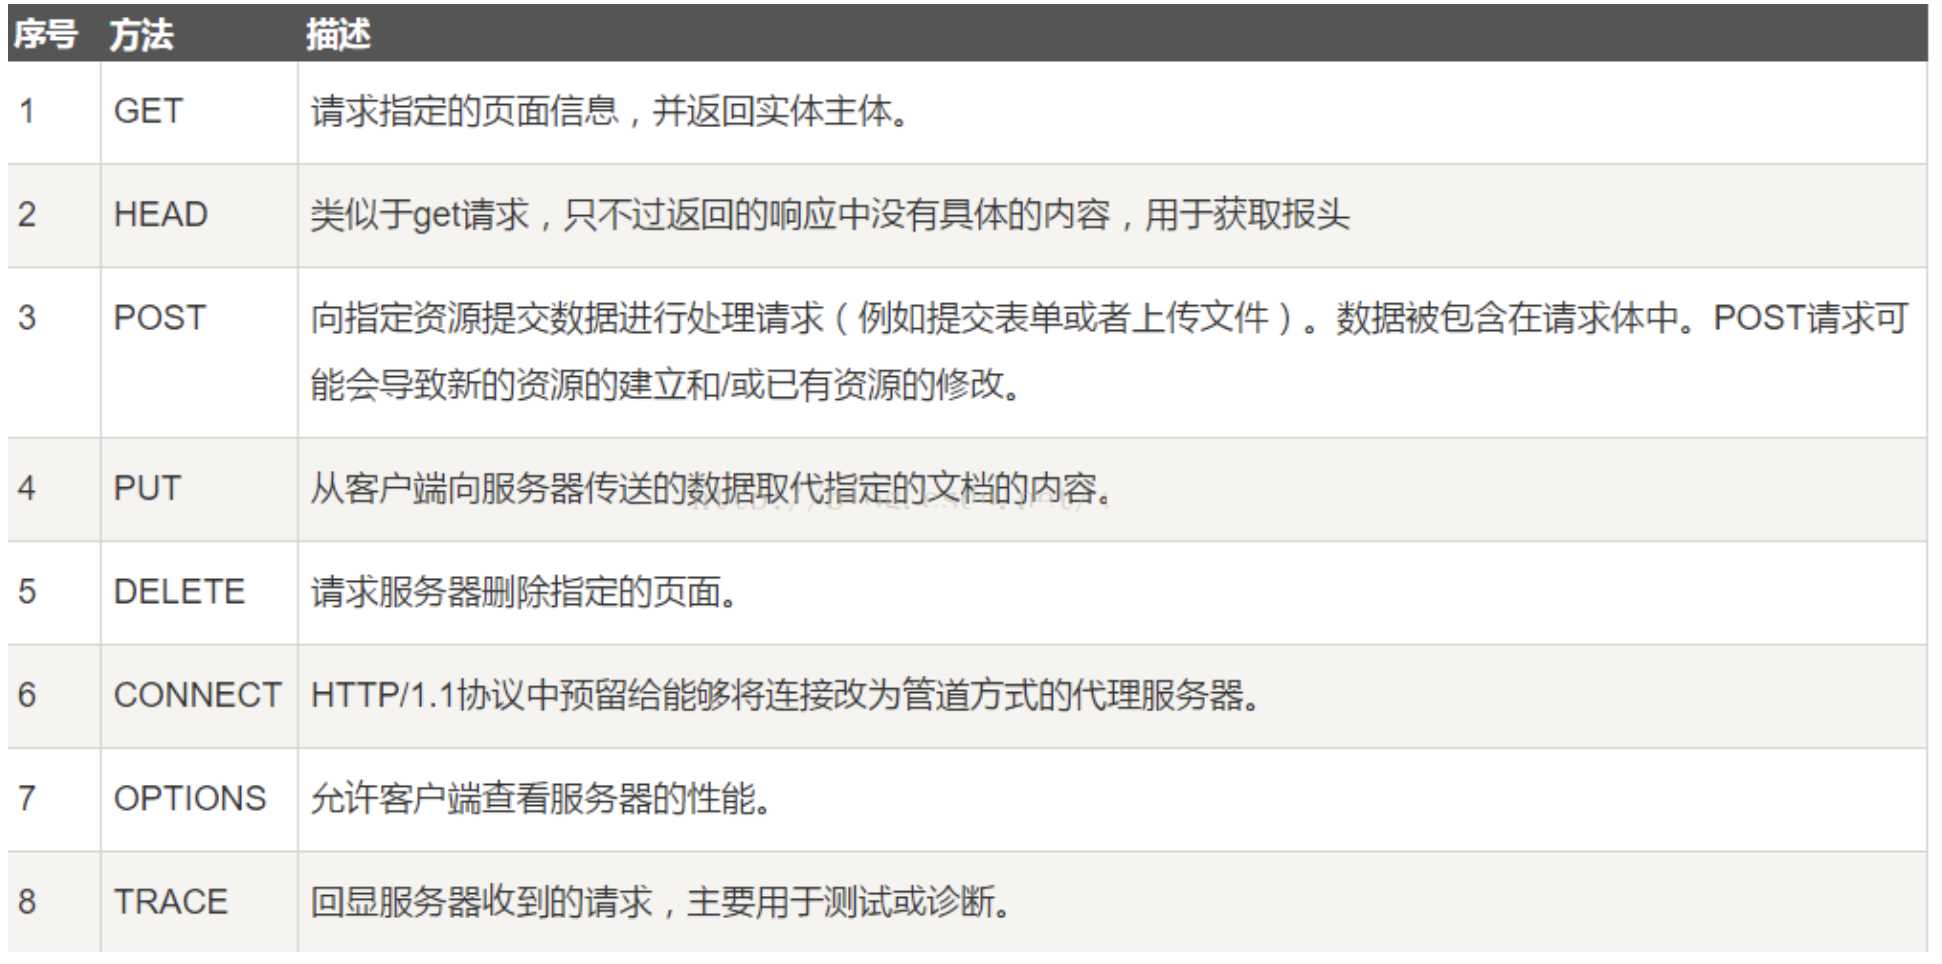 序号 方法 描述
1 GET 请求指定的页面信息，并返回实体主体。
2 HEAD 类似于get请求，只不过返回的响应中没有具体的内容，用于获取报头
3 POST 向指定资源提交数据进行处理请求（例如提交表单或者上传文件）。数据被包含在请求体中。POST请求可
能会导致新的资源的建立和/或已有资源的修改。
4 PUT 从客户端向服务器传送的数据取代指定的文档的内容。
5 DELETE 请求服务器删除指定的页面。
6 CONNECT HTTP/1.1协议中预留给能够将连接改为管道方式的代理服务器。
7 OPTIONS 允许客户端查看服务器的性能。
8 TRACE 回显服务器收到的请求，主要用于测试或诊断。